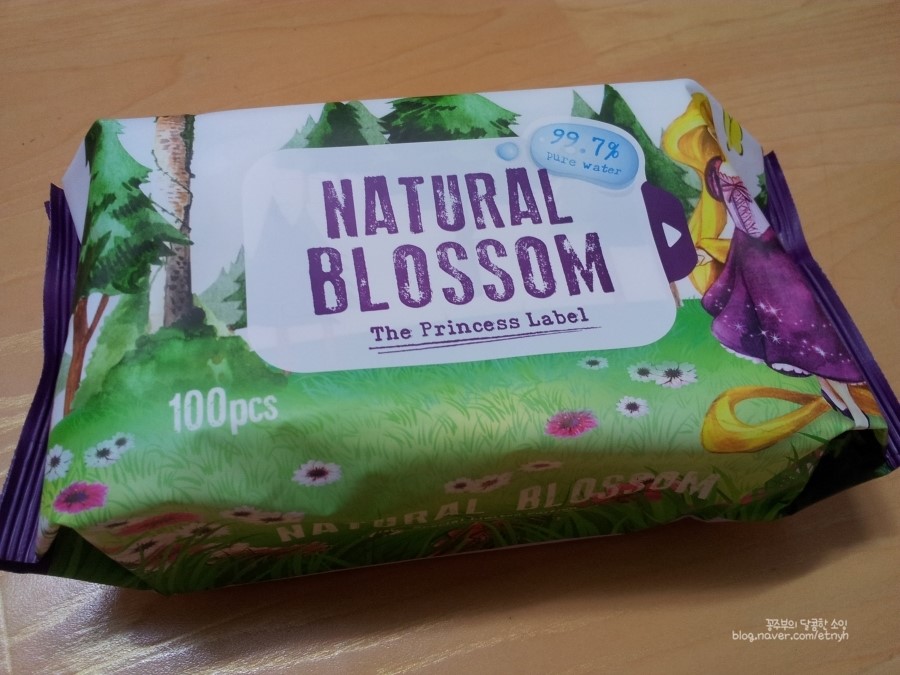 99.7%
pure water
NATURAL
BLOSSOM
The Princess Label
100pcs
NATURAL BLOSSOM
꽁주부의 달콤한 소잉
blog.naver.com/etnyh